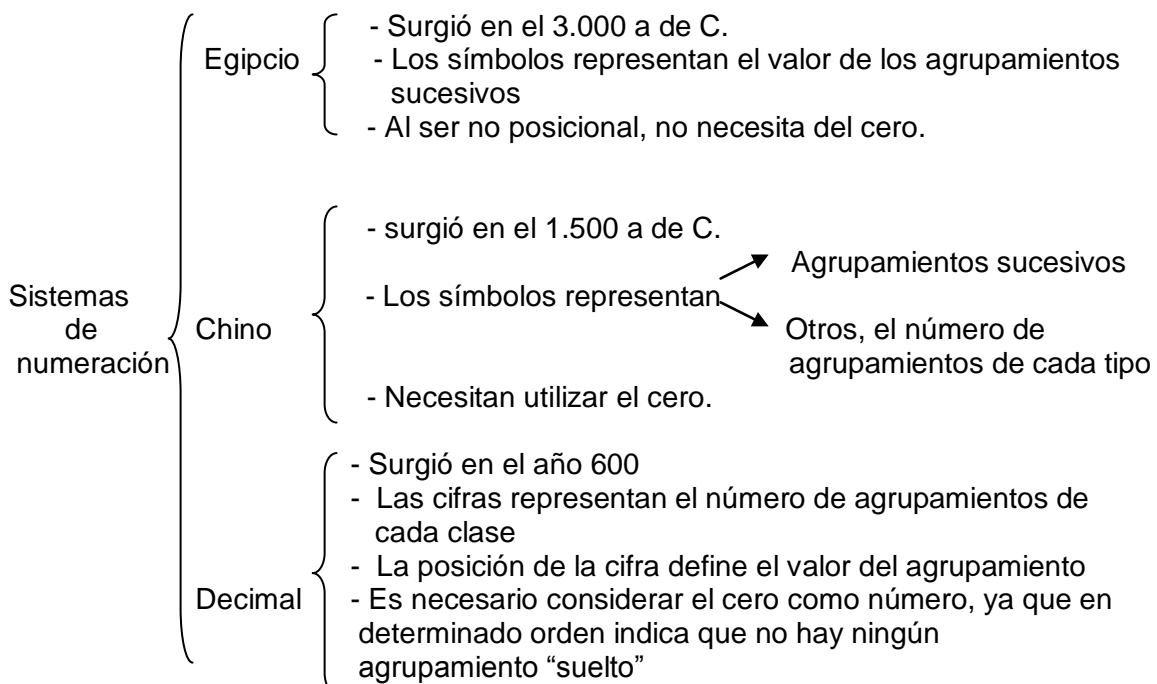 Sistemas
de
numeración
Egipcio
- Surgió en el 3.000 a de C.
- Los símbolos representan el valor de los agrupamientos
sucesivos
- Al ser no posicional, no necesita del cero.
Chino
- surgió en el 1.500 a de C.
- Los símbolos representan
Agrupamientos sucesivos
Otros, el número de
agrupamientos de cada tipo
- Necesitan utilizar el cero.
Decimal
- Surgió en el año 600
- Las cifras representan el número de agrupamientos de
cada clase
- La posición de la cifra define el valor del agrupamiento
- Es necesario considerar el cero como número, ya que en
determinado orden indica que no hay ningún
agrupamiento “suelto”